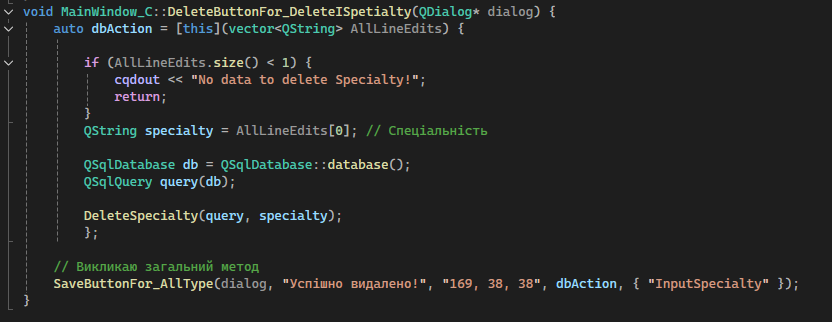 void MainWindow_C::DeleteButtonFor_DeleteISpetialty(QDialog* dialog) {
auto dbAction = [this](vector<QString> AllLineEdits) {
if (AllLineEdits.size() < 1) {
cqdout << "No data to delete Specialty!";
return;
}
QString specialty = AllLineEdits[0]; // Спеціальність
QSqlDatabase db = QSqlDatabase::database();
QSqlQuery query(db);
DeleteSpecialty(query, specialty);
};
// Викликаю загальний метод
SaveButtonFor_AllType(dialog, "Успішно видалено!", "169, 38, 38", dbAction, { "InputSpecialty" });
}